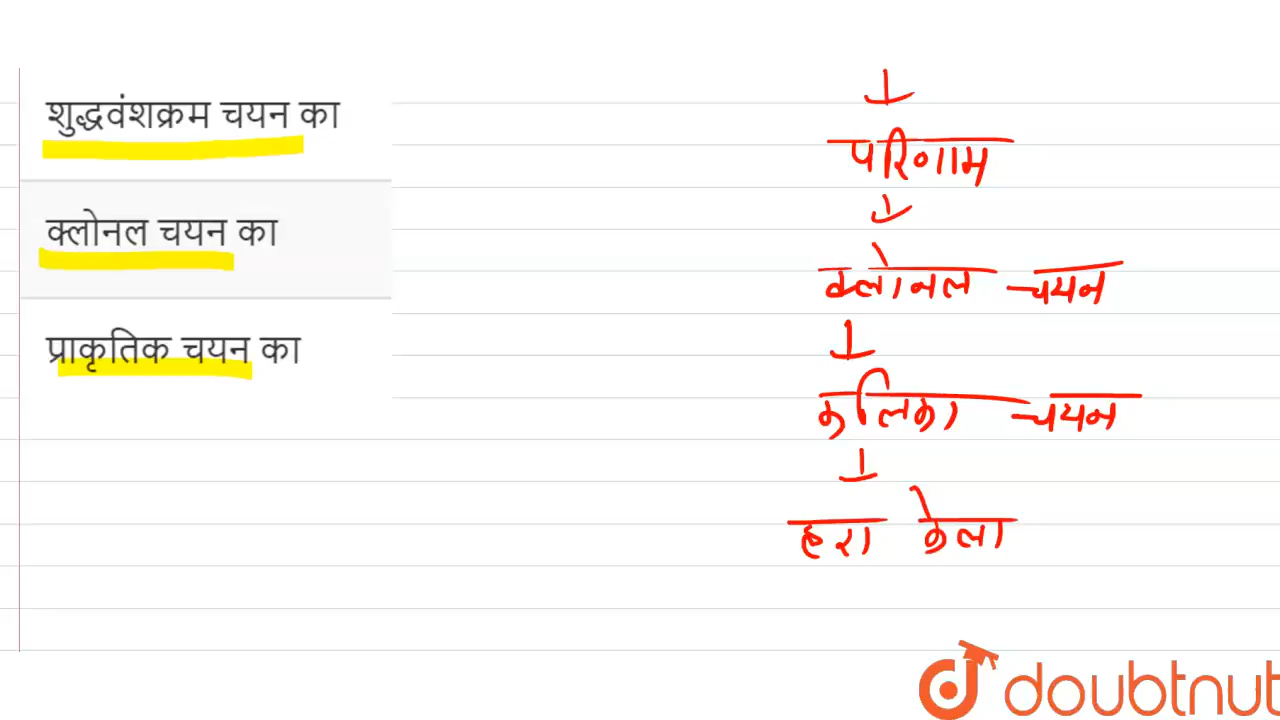 शुद्धवंशक्रम चयन का
क्लोनल चयन का
प्राकृतिक चयन का
परिणाम
क्लोनल चयन
कलिका चयन
हरा केला
doubtnut